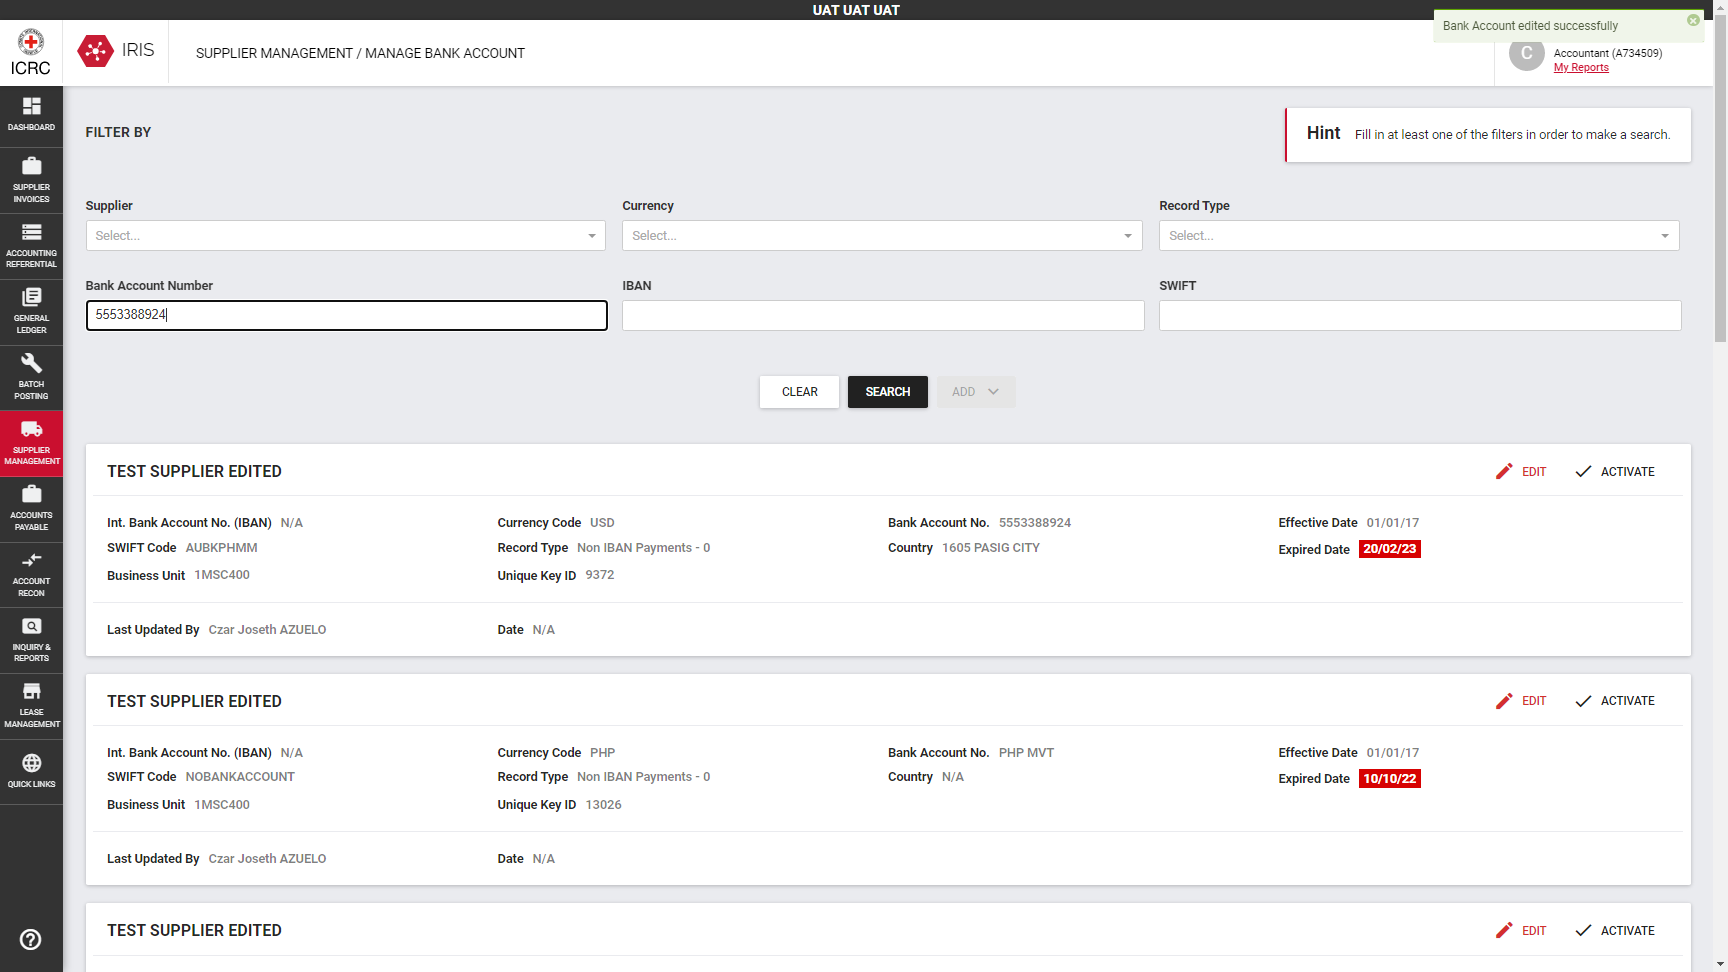 UAT UAT UAT
Bank Account edited successfully
ICRC
IRIS
SUPPLIER MANAGEMENT / MANAGE BANK ACCOUNT
C
Accountant (A734509)
My Reports
DASHBOARD
SUPPLIER
INVOICES
ACCOUNTING
REFERENTIAL
GENERAL
LEDGER
BATCH
POSTING
SUPPLIER
MANAGEMENT
ACCOUNTS
PAYABLE
ACCOUNT
RECON
INQUIRY &
REPORTS
LEASE
MANAGEMENT
QUICK LINKS
FILTER BY
Hint Fill in at least one of the filters in order to make a search.
Supplier Currency Record Type
Select... Select... Select...
Bank Account Number IBAN SWIFT
5553388924
CLEAR SEARCH ADD
TEST SUPPLIER EDITED EDIT ACTIVATE
Int. Bank Account No. (IBAN) N/A Currency Code USD Bank Account No. 5553388924 Effective Date 01/01/17
SWIFT Code AUBKPHMM Record Type Non IBAN Payments - 0 Country 1605 PASIG CITY Expired Date 20/02/23
Business Unit 1MSC400 Unique Key ID 9372
Last Updated By Czar Joseth AZUELO Date N/A
TEST SUPPLIER EDITED EDIT ACTIVATE
Int. Bank Account No. (IBAN) N/A Currency Code PHP Bank Account No. PHP MVT Effective Date 01/01/17
SWIFT Code NOBANKACCOUNT Record Type Non IBAN Payments - 0 Country N/A Expired Date 10/10/22
Business Unit 1MSC400 Unique Key ID 13026
Last Updated By Czar Joseth AZUELO Date N/A
TEST SUPPLIER EDITED EDIT ACTIVATE